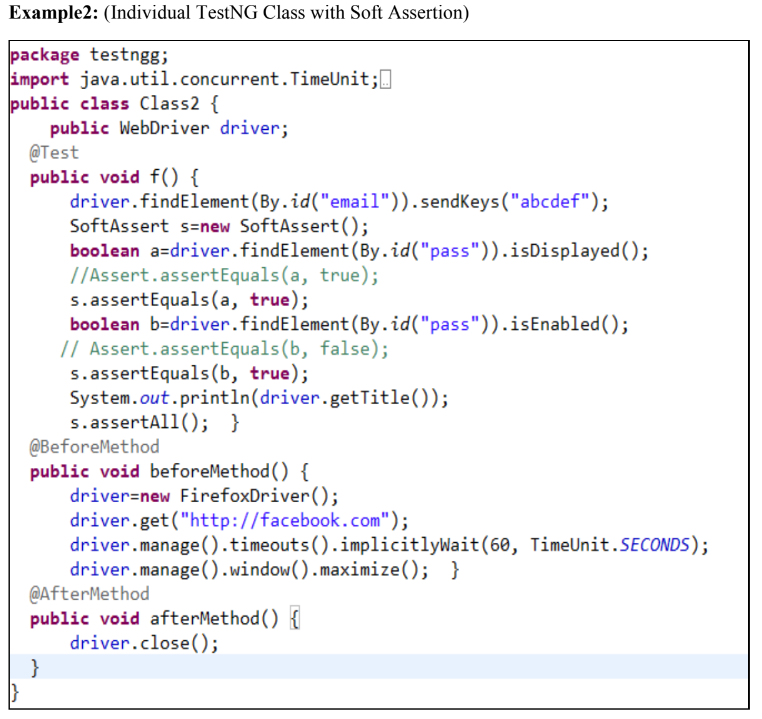 Example2: (Individual TestNG Class with Soft Assertion)
package testngg;
import java.util.concurrent.TimeUnit;
public class Class2 {
    public WebDriver driver;
  @Test
  public void f() {
      driver.findElement(By.id("email")).sendKeys("abcdef");
      SoftAssert s=new SoftAssert();
      boolean a=driver.findElement(By.id("pass")).isDisplayed();
      //Assert.assertEquals(a, true);
      s.assertEquals(a, true);
      boolean b=driver.findElement(By.id("pass")).isEnabled();
     // Assert.assertEquals(b, false);
      s.assertEquals(b, true);
      System.out.println(driver.getTitle());
      s.assertAll();  }
  @BeforeMethod
  public void beforeMethod() {
      driver=new FirefoxDriver();
      driver.get("http://facebook.com");
      driver.manage().timeouts().implicitlyWait(60, TimeUnit.SECONDS);
      driver.manage().window().maximize();  }
  @AfterMethod
  public void afterMethod() {
      driver.close();
  }
}